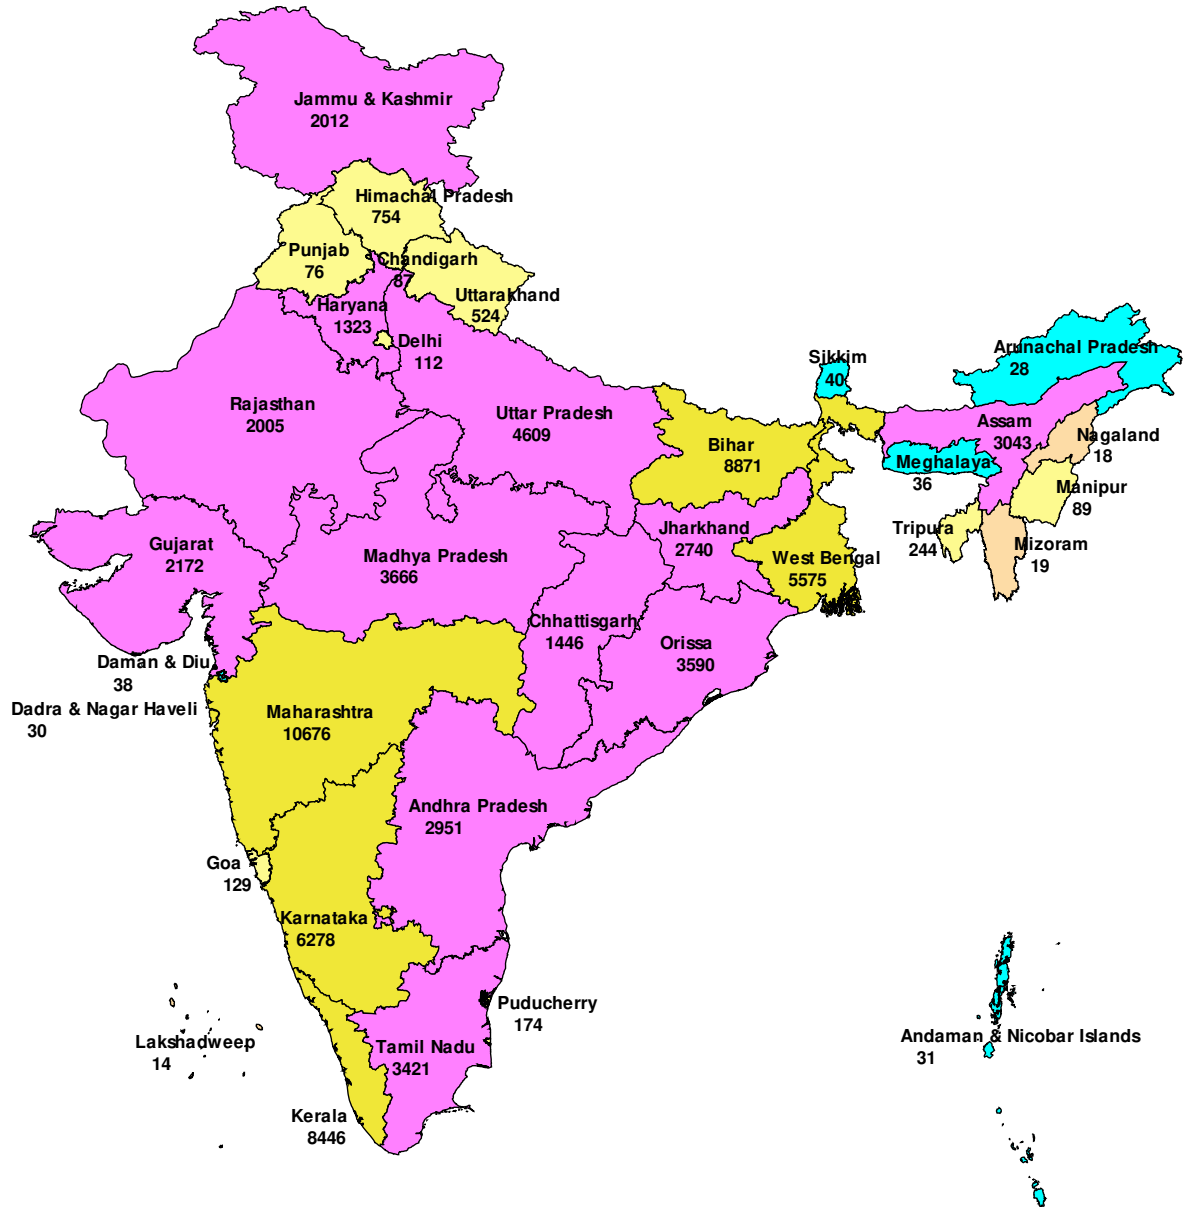 Jammu & Kashmir
2012
Himachal Pradesh
754
Punjab
76
Chandigarh
87
Uttarakhand
524
Haryana
1323
Delhi
112
Rajasthan
2005
Uttar Pradesh
4609
Sikkim
40
Arunachal Pradesh
28
Assam
3043
Nagaland
18
Bihar
8871
Meghalaya
36
Manipur
89
Gujarat
2172
Madhya Pradesh
3666
Jharkhand
2740
West Bengal
5575
Tripura
244
Mizoram
19
Chhattisgarh
1446
Orissa
3590
Daman & Diu
38
Dadra & Nagar Haveli
30
Maharashtra
10676
Andhra Pradesh
2951
Goa
129
Karnataka
6278
Puducherry
174
Lakshadweep
14
Tamil Nadu
3421
Andaman & Nicobar Islands
31
Kerala
8446